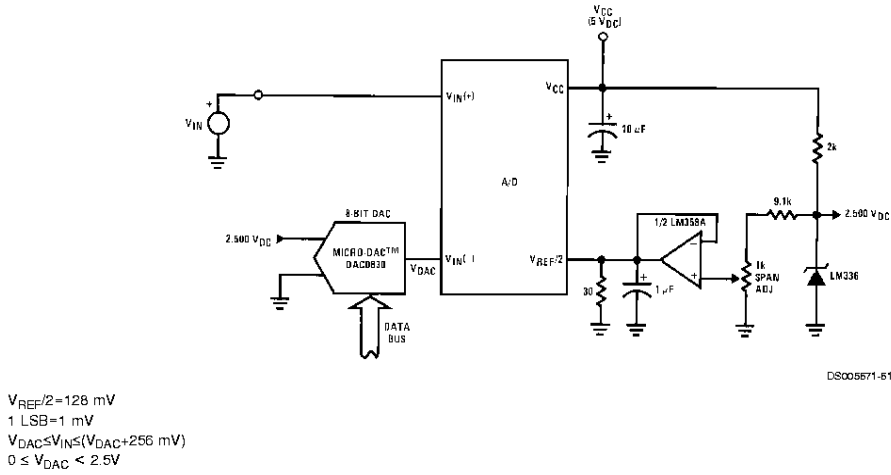 VCC
(5 VDC)
VIN(+)
VCC
+
VIN
+
10 µF
2k
A/D
9.1k
2.500 VDC
8-BIT DAC
1/2 LM358A
2.500 VDC
MICRO-DAC™
DAC0830
VDAC
VIN(–)
VREF/2
–
+
30
+
1 µF
1k
SPAN
ADJ
LM336
DATA
BUS
DS005671-61
VREF/2=128 mV
1 LSB=1 mV
VDAC≤VIN≤(VDAC+256 mV)
0 ≤ VDAC < 2.5V